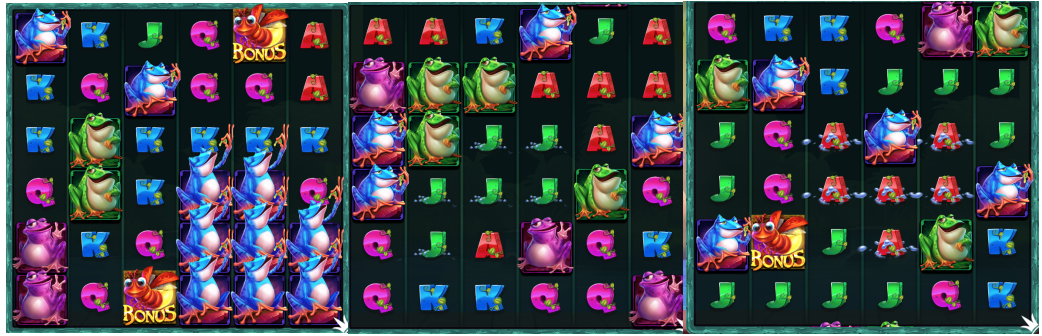 K J Q BONUS A
K Q Q Q A
K K K K K
Q K Q
K Q
Q BONUS
A A K J A
A A A
J J A
J J J Q
Q J A Q Q
Q K K Q Q
Q K K Q
K J J J
J Q A A J
J Q A A A
BONUS J A K
J J J J Q K